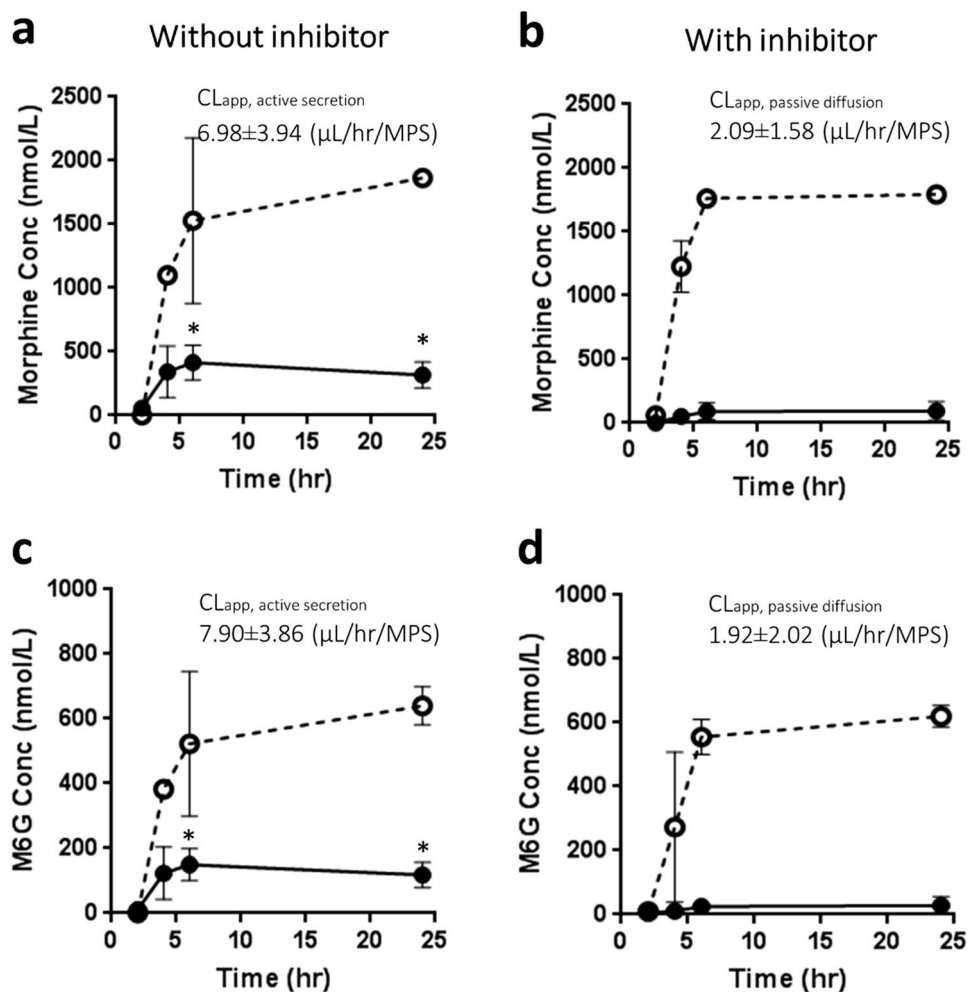 a
Without inhibitor
CLapp, active secretion
6.98±3.94 (µL/hr/MPS)
Morphine Conc (nmol/L)
2500
2000
1500
1000
500
0
*
*
0 5 10 15 20 25
Time (hr)
b
With inhibitor
CLapp, passive diffusion
2.09±1.58 (µL/hr/MPS)
Morphine Conc (nmol/L)
2500
2000
1500
1000
500
0
0 5 10 15 20 25
Time (hr)
c
CLapp, active secretion
7.90±3.86 (µL/hr/MPS)
M6G Conc (nmol/L)
1000
800
600
400
200
0
*
*
0 5 10 15 20 25
Time (hr)
d
CLapp, passive diffusion
1.92±2.02 (µL/hr/MPS)
M6G Conc (nmol/L)
1000
800
600
400
200
0
0 5 10 15 20 25
Time (hr)